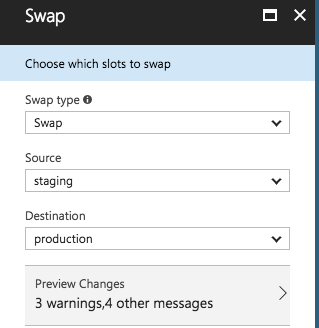 Swap
Choose which slots to swap
Swap type
Swap
Source
staging
Destination
production
Preview Changes
3 warnings,4 other messages